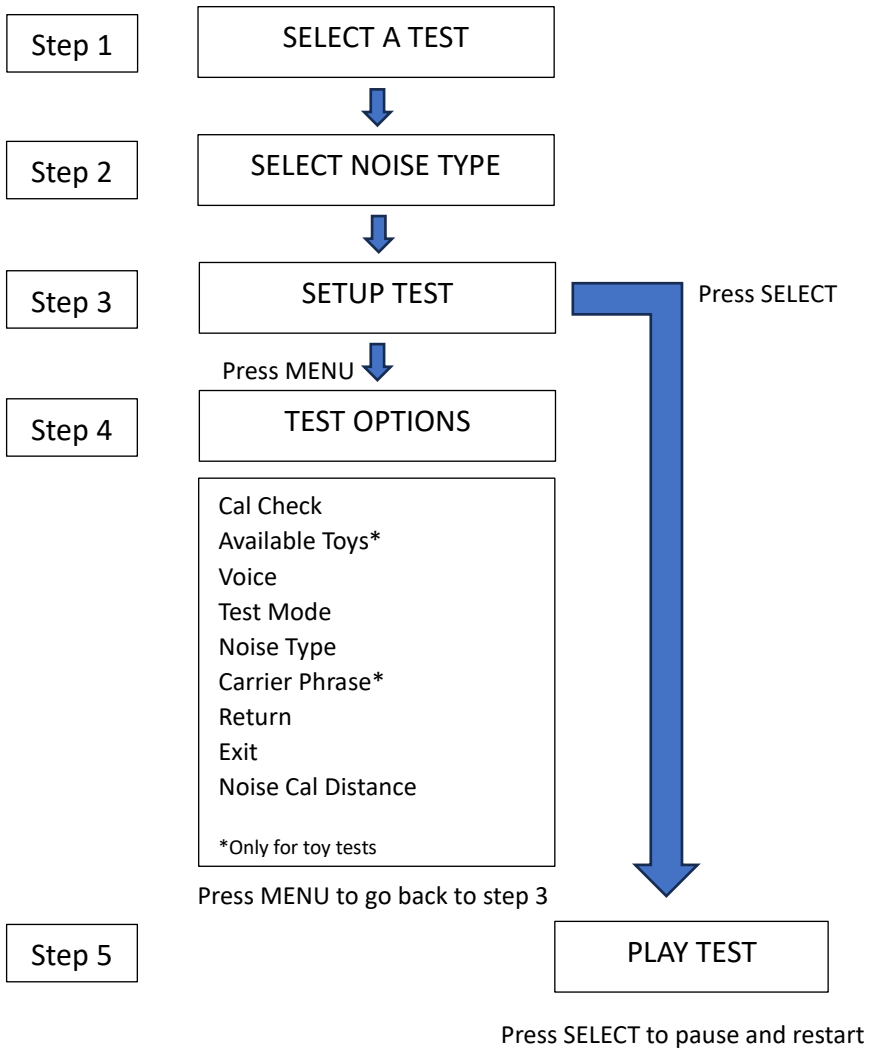 Step 1
SELECT A TEST
Step 2
SELECT NOISE TYPE
Step 3
SETUP TEST
Press SELECT
Press MENU
Step 4
TEST OPTIONS
Cal Check
Available Toys*
Voice
Test Mode
Noise Type
Carrier Phrase*
Return
Exit
Noise Cal Distance
*Only for toy tests
Press MENU to go back to step 3
Step 5
PLAY TEST
Press SELECT to pause and restart